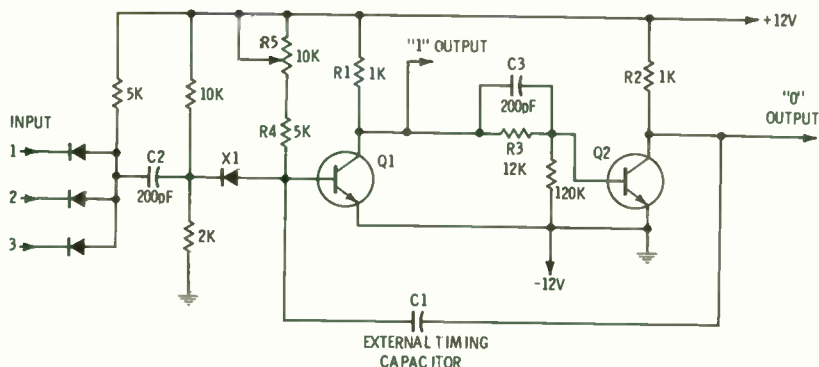 +12V
"1" OUTPUT
R5
10K
R1
1K
C3
200pF
R2
1K
"0"
OUTPUT
5K
10K
INPUT
R4
5K
1
C2
200pF
X1
Q1
R3
12K
Q2
2
120K
3
2K
-12V
C1
EXTERNAL TIMING
CAPACITOR